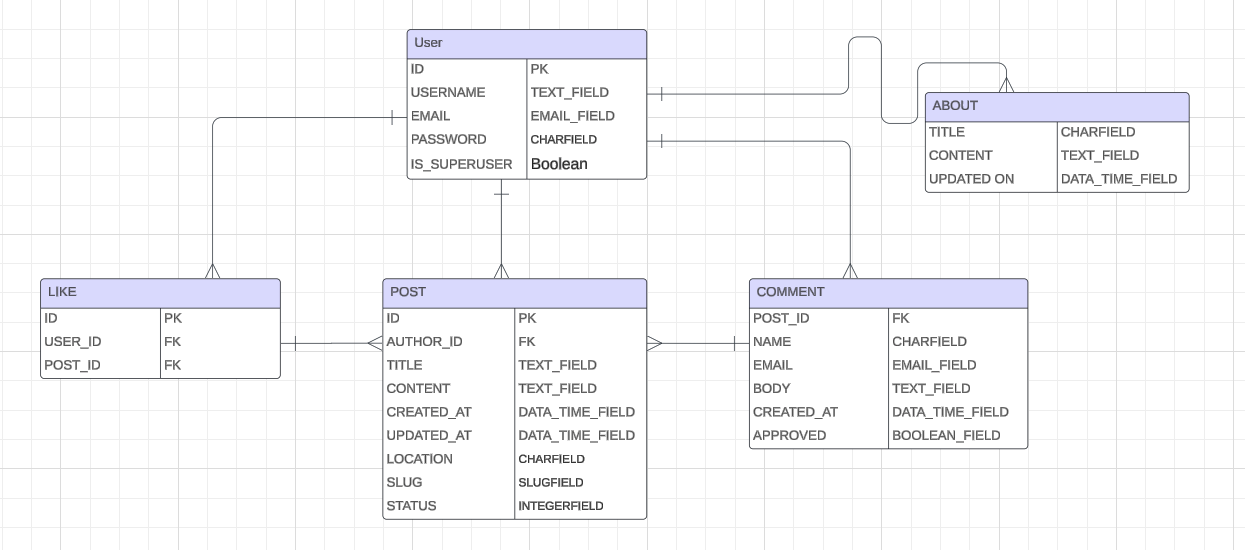 User
ID PK
USERNAME TEXT_FIELD
EMAIL EMAIL_FIELD
PASSWORD CHARFIELD
IS_SUPERUSER Boolean
ABOUT
TITLE CHARFIELD
CONTENT TEXT_FIELD
UPDATED ON DATA_TIME_FIELD
LIKE
ID PK
USER_ID FK
POST_ID FK
POST
ID PK
AUTHOR_ID FK
TITLE TEXT_FIELD
CONTENT TEXT_FIELD
CREATED_AT DATA_TIME_FIELD
UPDATED_AT DATA_TIME_FIELD
LOCATION CHARFIELD
SLUG SLUGFIELD
STATUS INTEGERFIELD
COMMENT
POST_ID FK
NAME CHARFIELD
EMAIL EMAIL_FIELD
BODY TEXT_FIELD
CREATED_AT DATA_TIME_FIELD
APPROVED BOOLEAN_FIELD